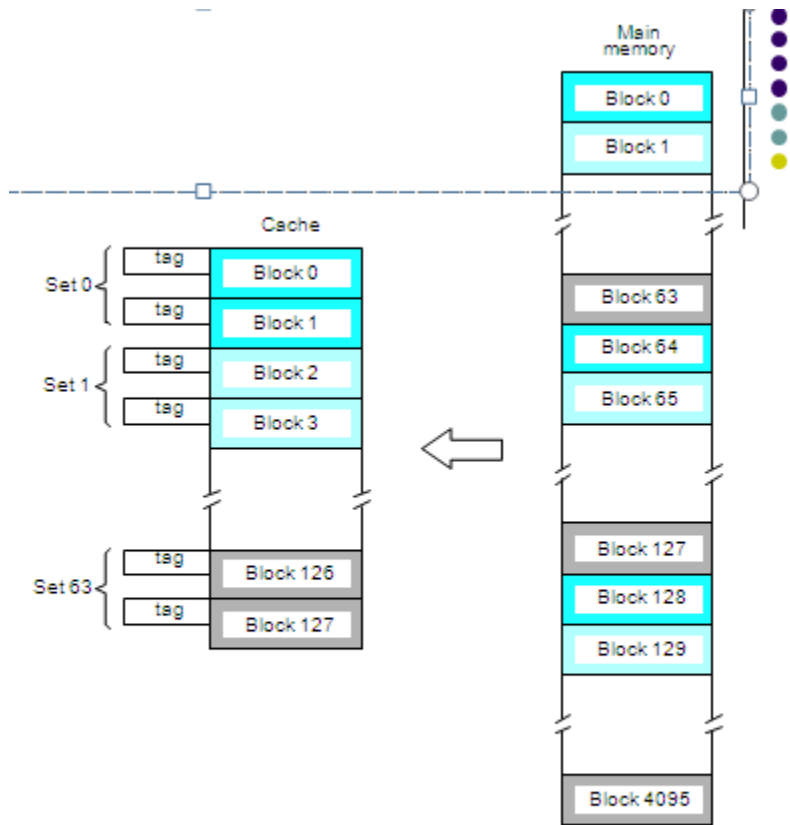 Main
memory
Block 0
Block 1
Block 63
Block 64
Block 65
Block 127
Block 128
Block 129
Block 4095
Cache
Set 0
tag
Block 0
tag
Block 1
Set 1
tag
Block 2
tag
Block 3
Set 63
tag
Block 126
tag
Block 127